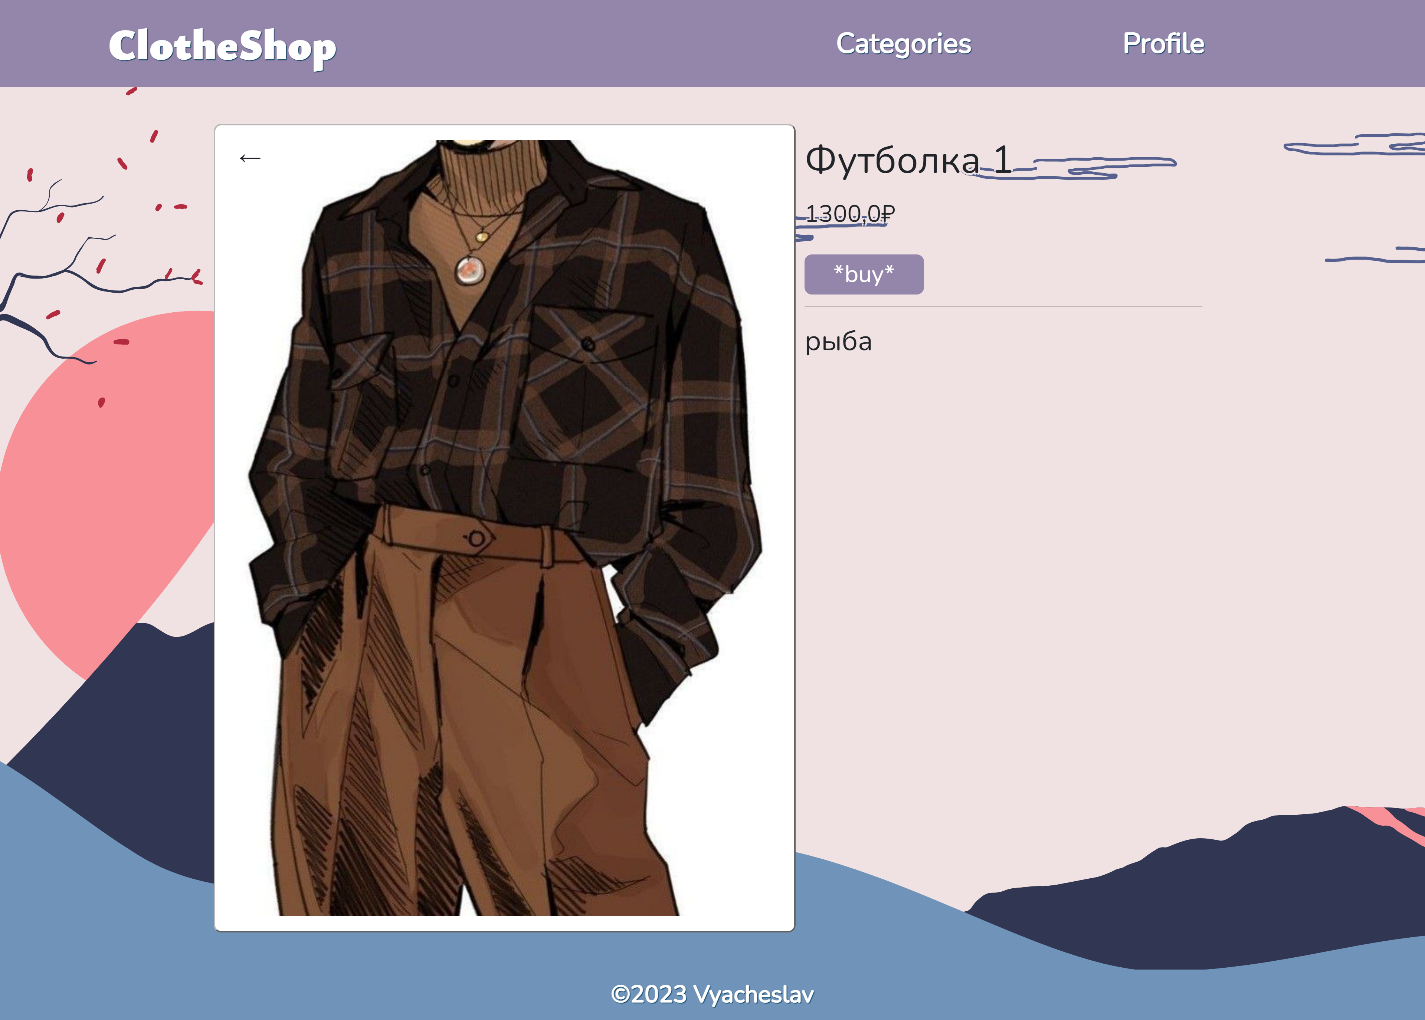 ClotheShop
Categories
Profile
←
Футболка 1
1300,0₽
*buy*
рыба
©2023 Vyacheslav